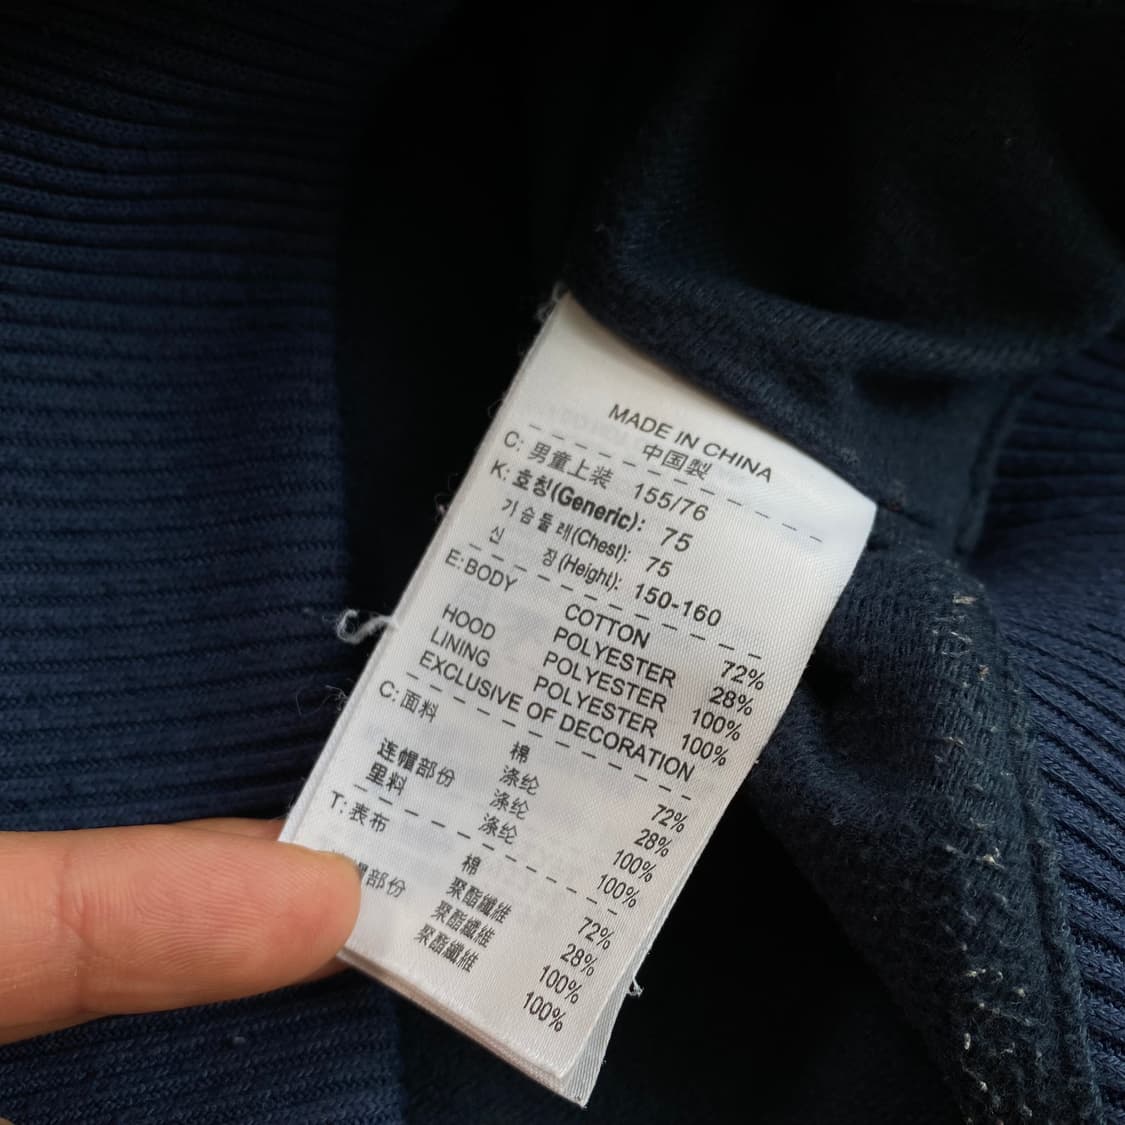 MADE IN CHINA
中国製
C: 男童上装 155/76
K: 호칭(Generic): 75
가슴둘레(Chest): 75
신 장(Height): 150-160
E: BODY COTTON 72%
POLYESTER 28%
HOOD POLYESTER 100%
LINING POLYESTER 100%
EXCLUSIVE OF DECORATION
C: 面料 棉 72%
涤纶 28%
连帽部份 涤纶 100%
里料 涤纶 100%
T: 表布 棉 72%
聚酯纖維 28%
部份 聚酯纖維 100%
聚酯纖維 100%